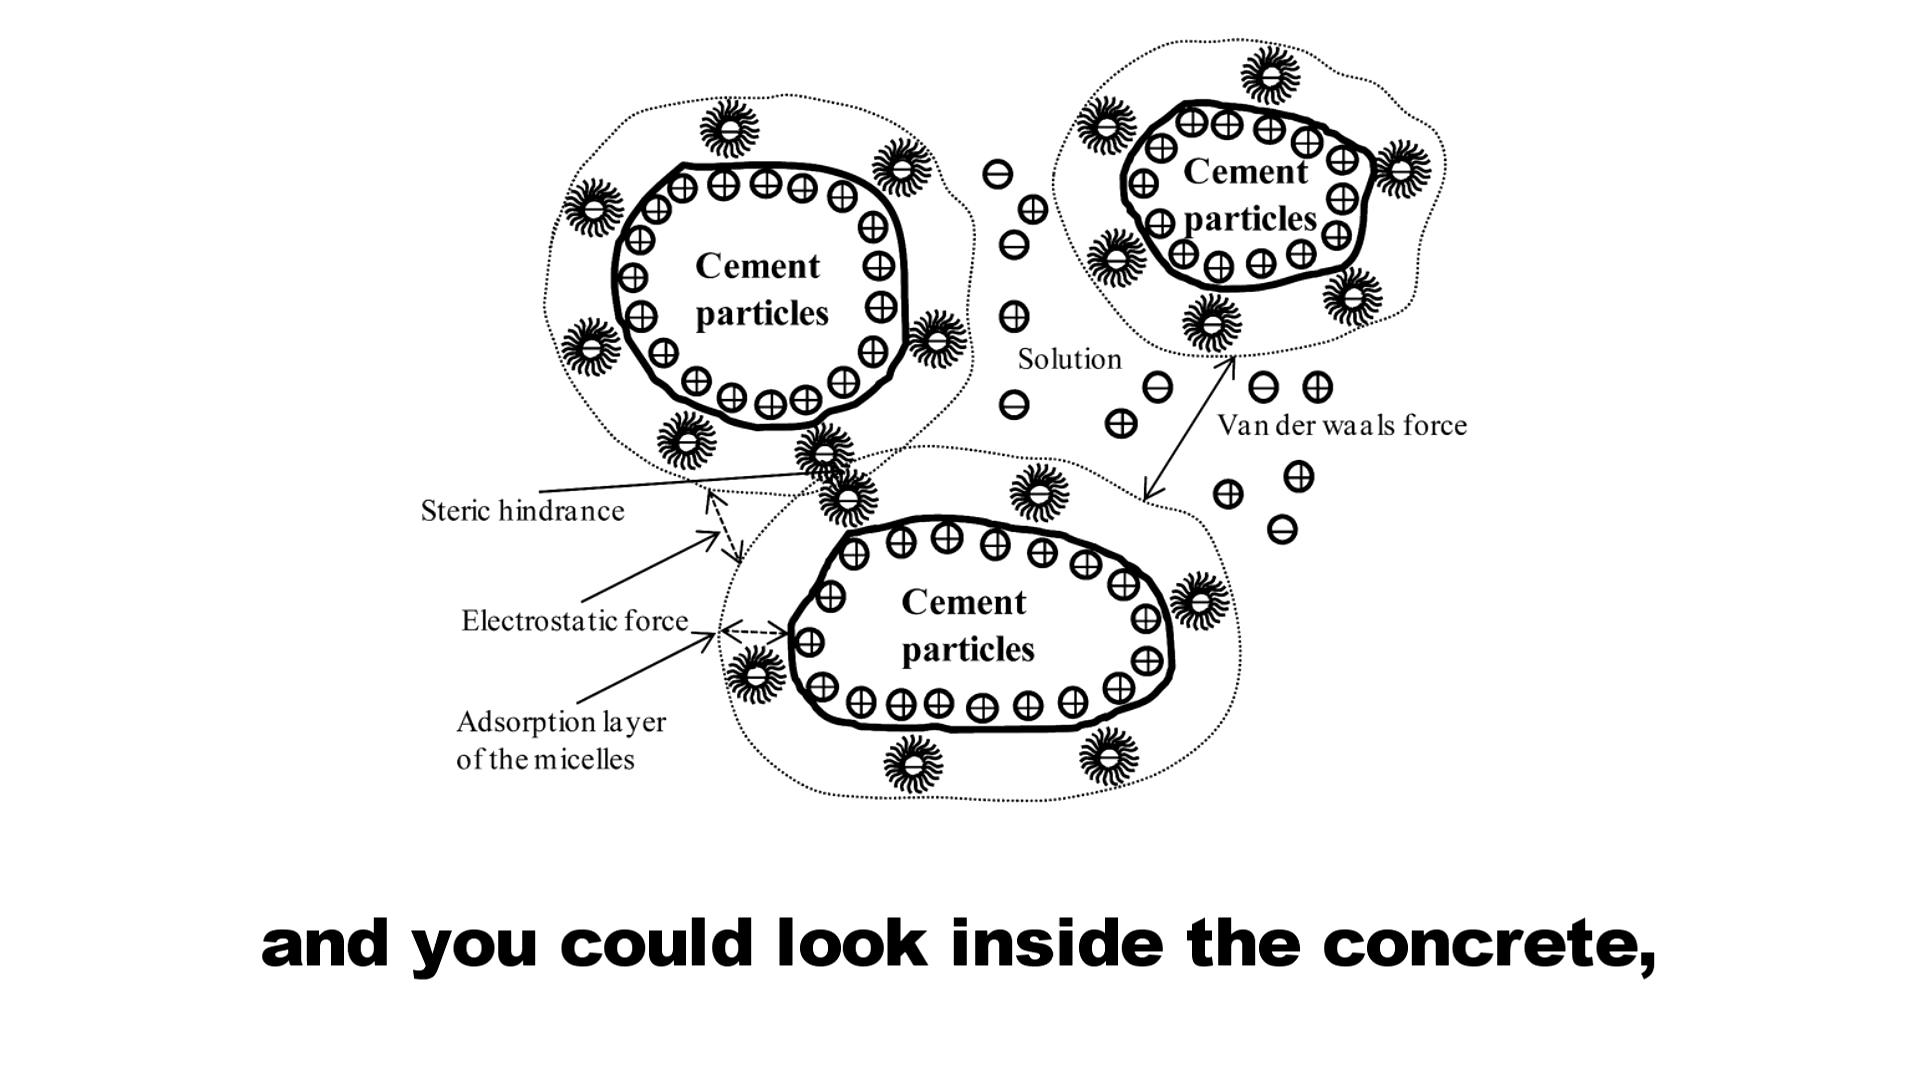 Cement
particles
Cement
particles
Solution
Van der waals force
Steric hindrance
Electrostatic force
Cement
particles
Adsorption layer
of the micelles
and you could look inside the concrete,